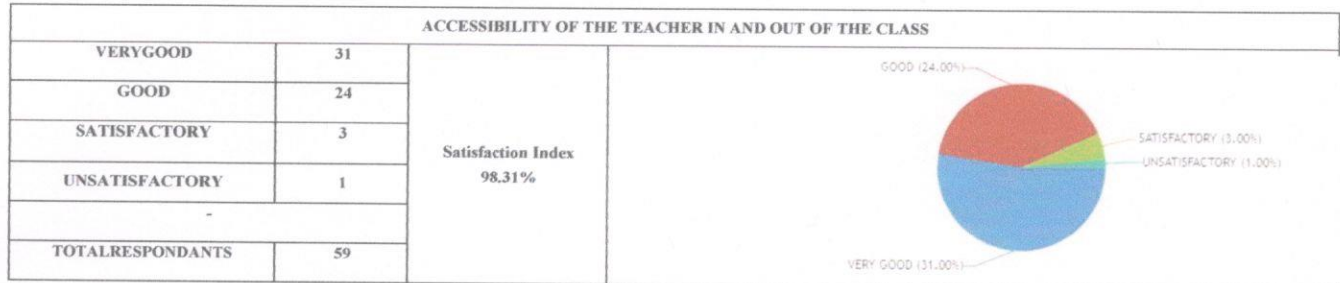 ACCESSIBILITY OF THE TEACHER IN AND OUT OF THE CLASS
VERYGOOD 31
GOOD 24
SATISFACTORY 3
UNSATISFACTORY 1
-
TOTALRESPONDANTS 59
Satisfaction Index
98.31%
GOOD (24.00%)
SATISFACTORY (3.00%)
UNSATISFACTORY (1.00%)
VERY GOOD (31.00%)